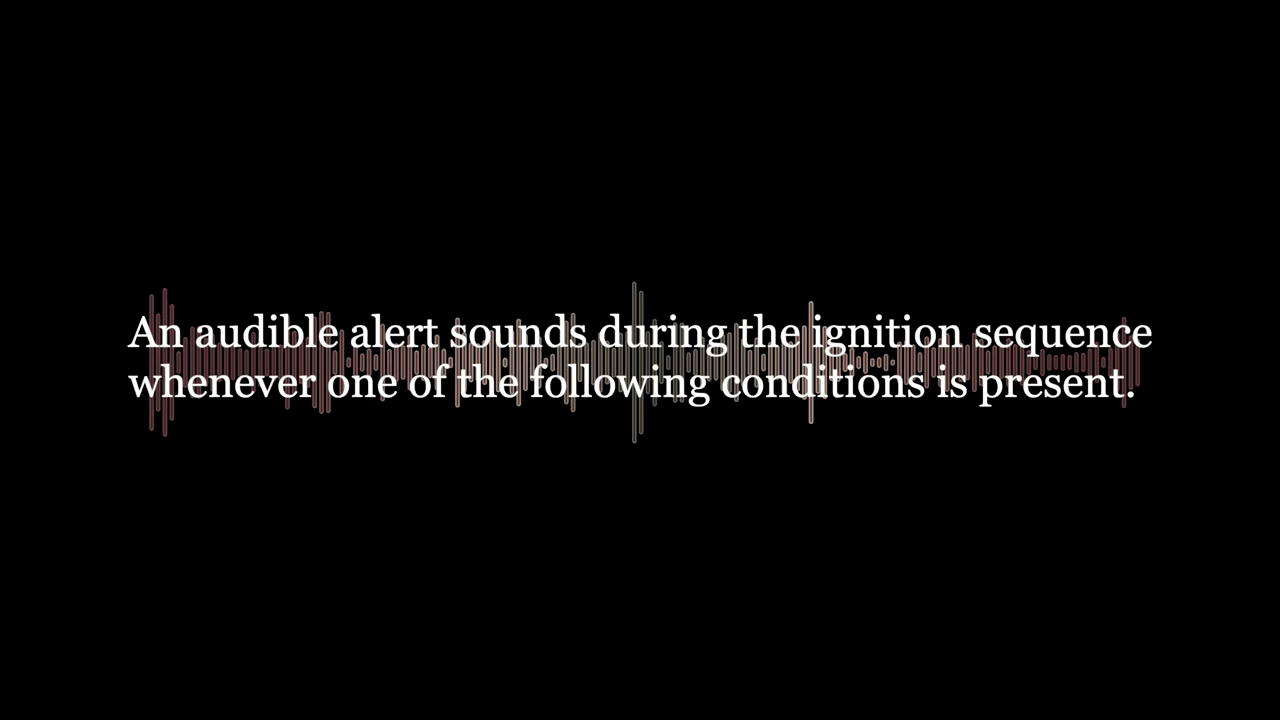 An audible alert sounds during the ignition sequence
whenever one of the following conditions is present.